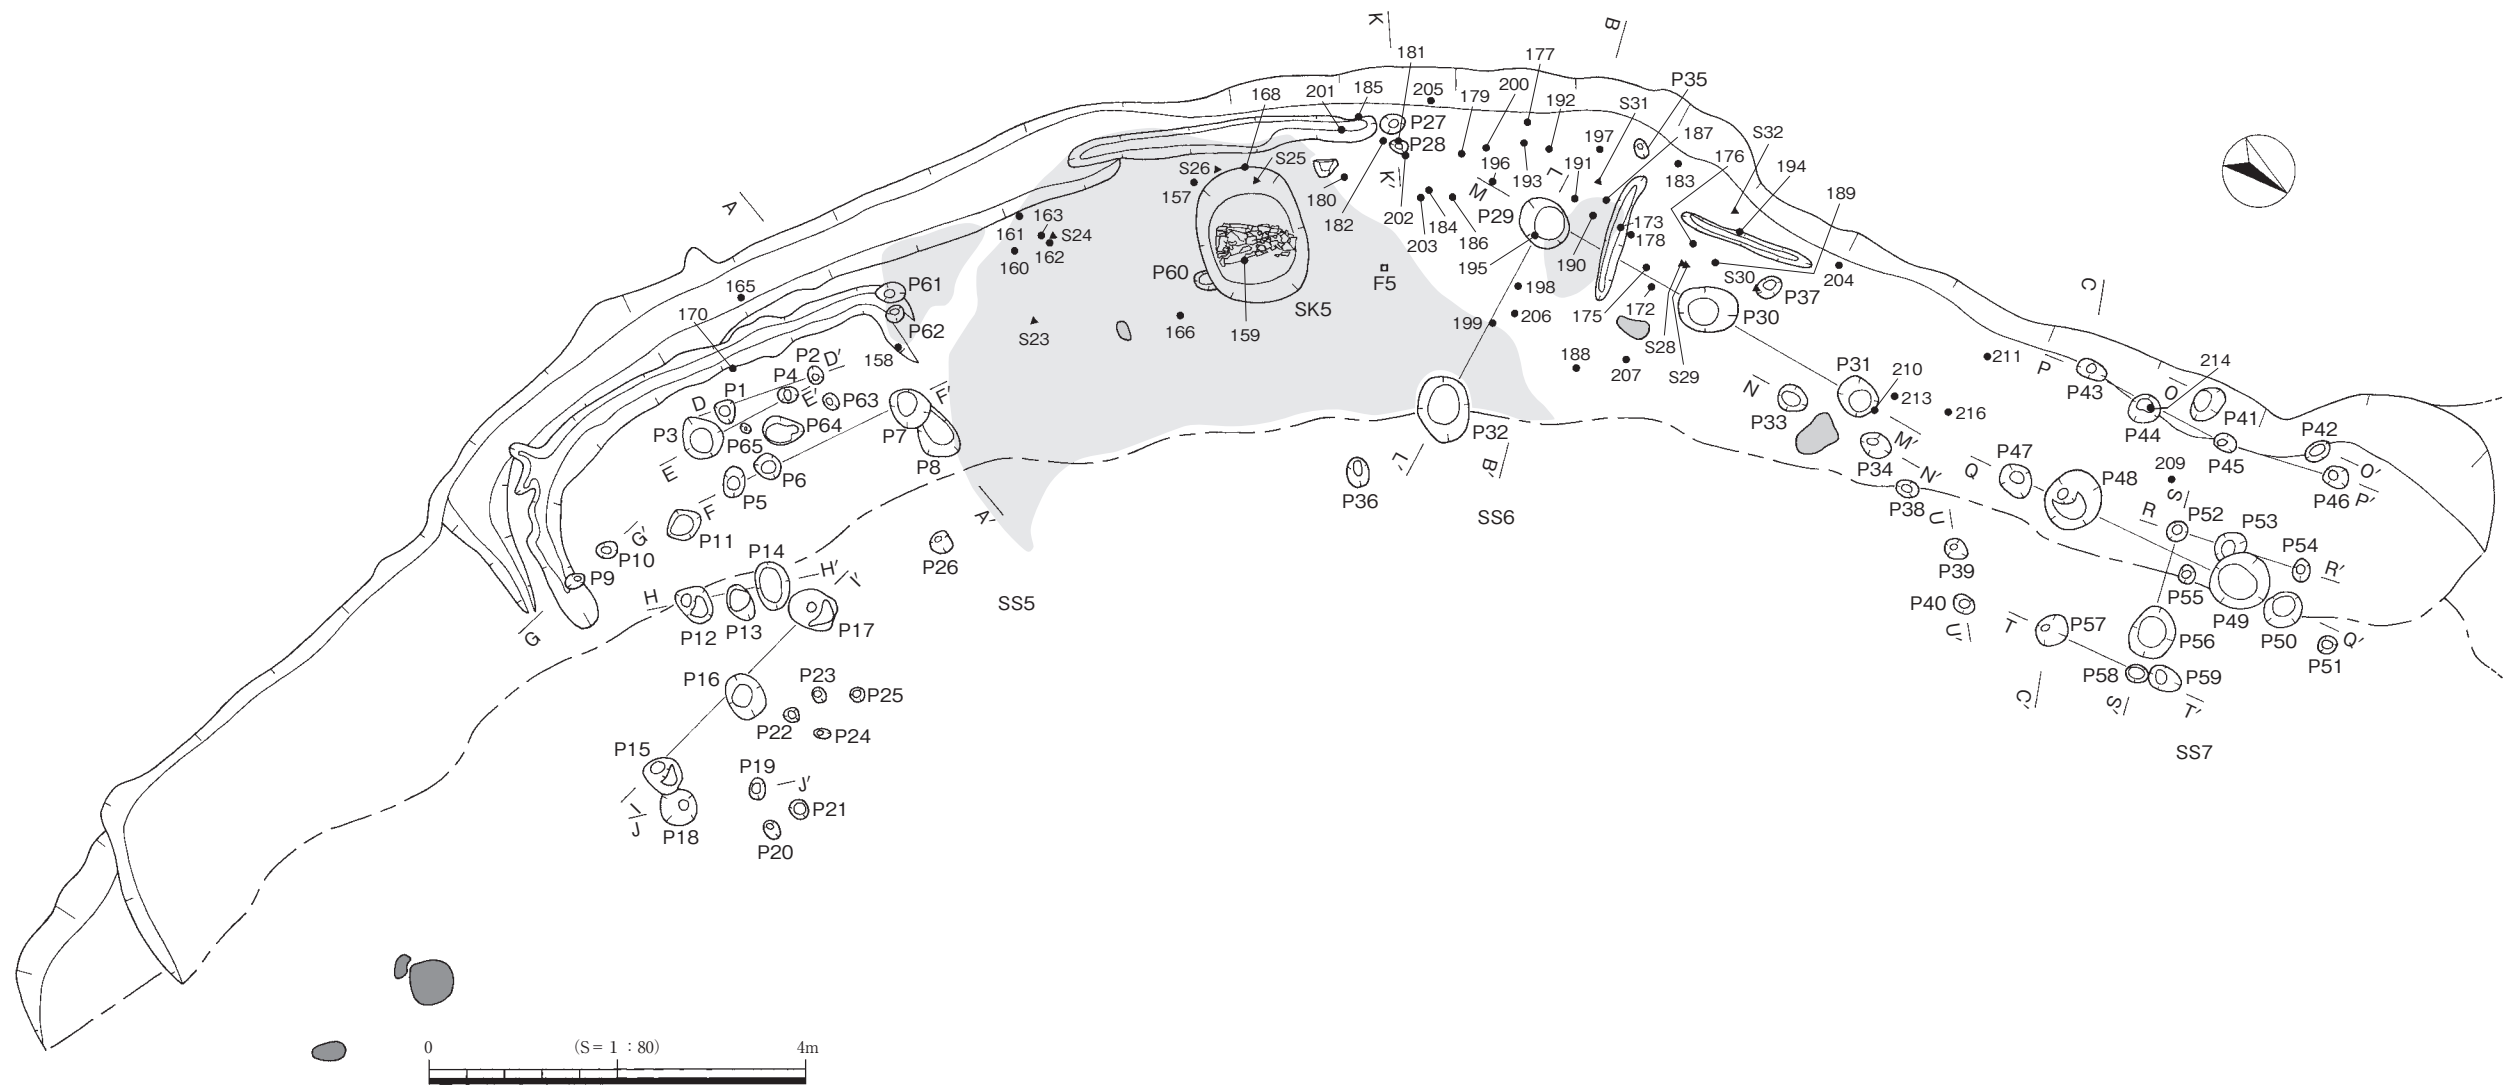 K
B
181
177
P35
168
201
185
205
179
200
192
S31
187
S32
P27
P28
197
176
194
S26
S25
196
193
L
191
183
189
157
180
K′
M
182
202
184
P29
A
163
161
S24
160
162
203
186
173
178
P60
F5
195
190
204
S30
P37
C
165
P61
198
SK5
170
P62
S23
166
159
199
206
175
172
P30
158
S28
188
207
S29
P2
D′
P4
P1
E′
P63
D
P3
P65
P64
P7
F′
N
P31
210
213
P33
216
211
P
P43
O
214
P44
P41
E
P6
P8
P32
M′
P45
P42
P5
F
L′
B′
P34
N′
Q
P47
P48
209
O′
P46
P′
G′
P11
A′
P36
SS6
P38
S
R
P52
P53
P10
P9
P14
P26
U
P39
P54
R′
H
H′
I′
P12
P13
P17
SS5
P40
U′
T
P57
P55
P49
P56
P50
Q′
P51
G
P16
P23
P25
P22
P24
P58
P59
C′
S′
T′
P15
SS7
P19
J′
P21
I
J
P18
P20
0
(S = 1 : 80)
4m